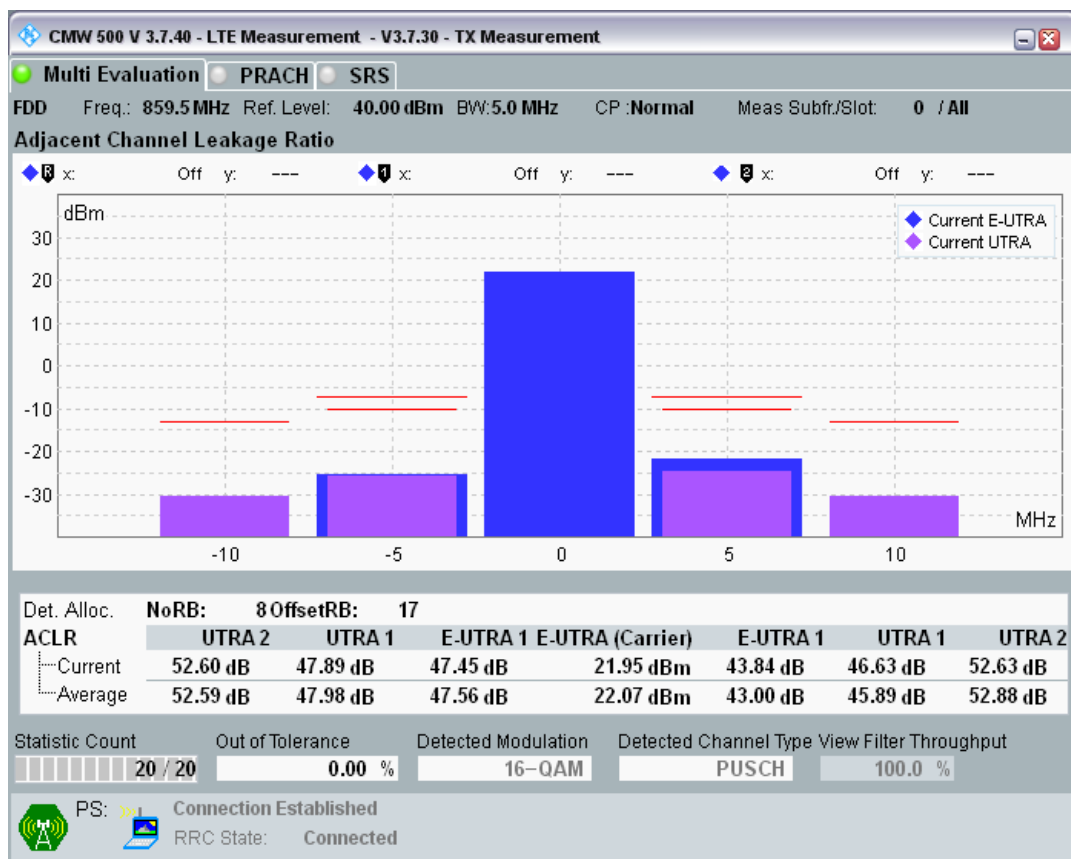 CMW 500 V 3.7.40 - LTE Measurement - V3.7.30 - TX Measurement
Multi Evaluation PRACH SRS
FDD Freq.: 859.5 MHz Ref. Level: 40.00 dBm BW:5.0 MHz CP :Normal Meas Subfr./Slot: 0 / All
Adjacent Channel Leakage Ratio
R x: Off y: --- 1 x: Off y: --- 2 x: Off y: ---
dBm
Current E-UTRA
Current UTRA
30
20
10
0
-10
-20
-30
MHz
-10 -5 0 5 10
Det. Alloc. NoRB: 8 OffsetRB: 17
ACLR UTRA 2 UTRA 1 E-UTRA 1 E-UTRA (Carrier) E-UTRA 1 UTRA 1 UTRA 2
Current 52.60 dB 47.89 dB 47.45 dB 21.95 dBm 43.84 dB 46.63 dB 52.63 dB
Average 52.59 dB 47.98 dB 47.56 dB 22.07 dBm 43.00 dB 45.89 dB 52.88 dB
Statistic Count Out of Tolerance Detected Modulation Detected Channel Type View Filter Throughput
20 / 20 0.00 % 16-QAM PUSCH 100.0 %
PS: Connection Established
RRC State: Connected